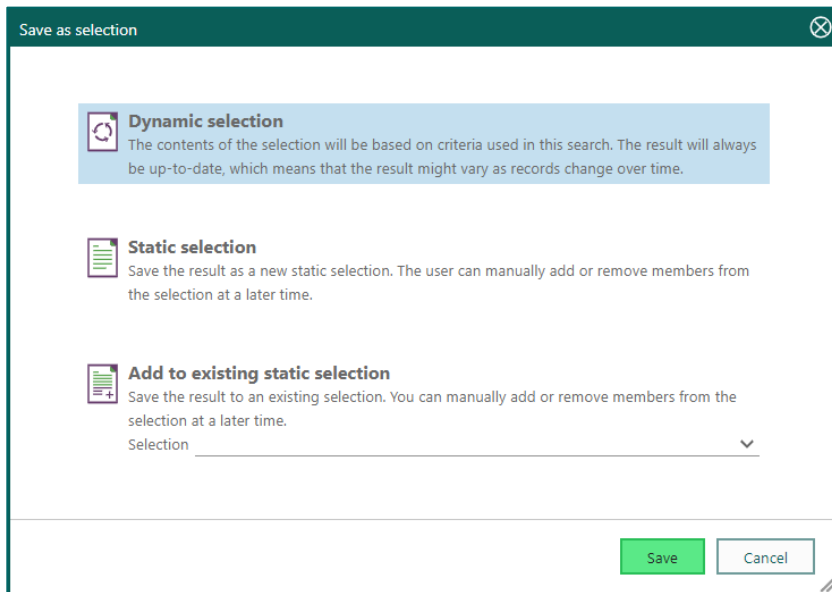 Save as selection
Dynamic selection
The contents of the selection will be based on criteria used in this search. The result will always
be up-to-date, which means that the result might vary as records change over time.
Static selection
Save the result as a new static selection. The user can manually add or remove members from
the selection at a later time.
Add to existing static selection
Save the result to an existing selection. You can manually add or remove members from the
selection at a later time.
Selection
Save
Cancel